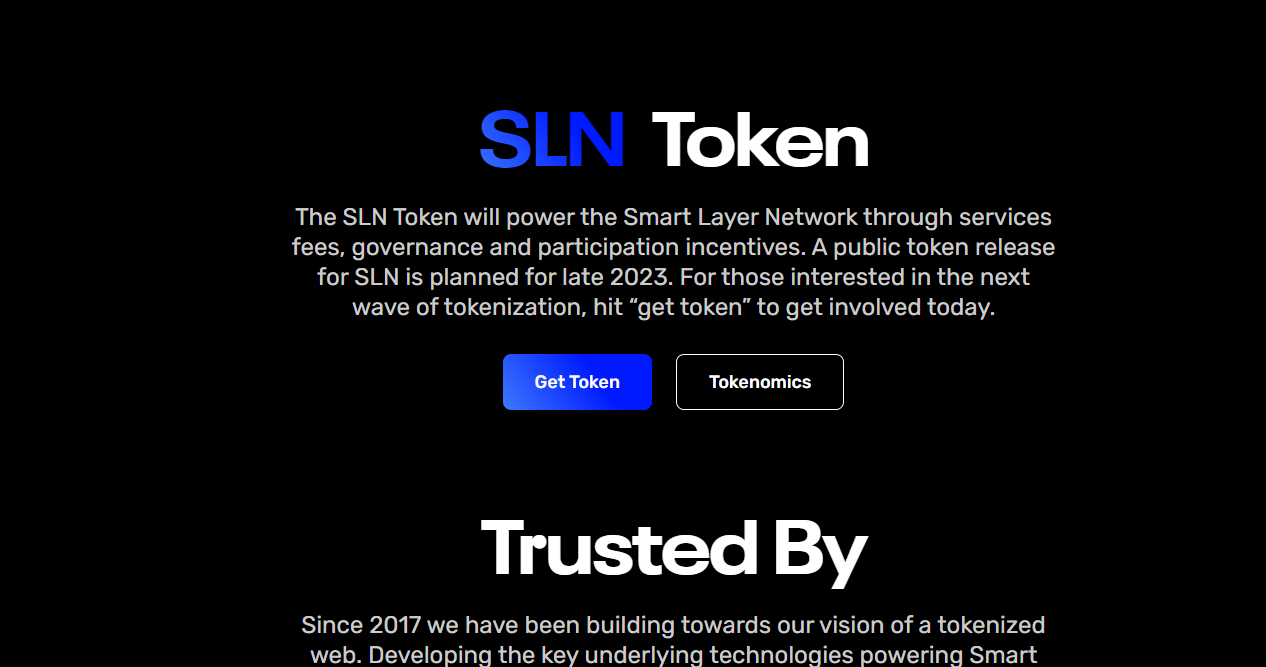 SLN Token
The SLN Token will power the Smart Layer Network through services
fees, governance and participation incentives. A public token release
for SLN is planned for late 2023. For those interested in the next
wave of tokenization, hit “get token” to get involved today.
Get Token
Tokenomics
Trusted By
Since 2017 we have been building towards our vision of a tokenized
web. Developing the key underlying technologies powering Smart